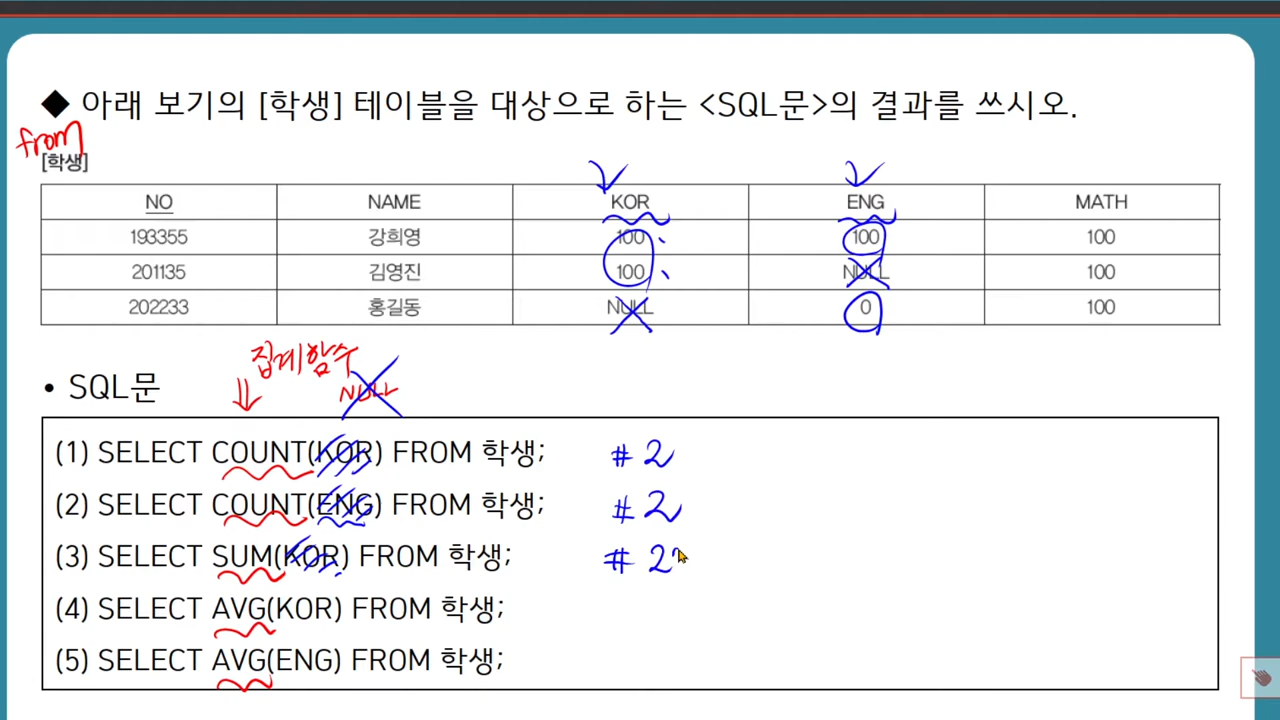 ◆ 아래 보기의 [학생] 테이블을 대상으로 하는 <SQL문>의 결과를 쓰시오.
from
[학생]
NO NAME KOR ENG MATH
193355 강희영 100 100 100
201135 김영진 100 NULL 100
202233 홍길동 NULL 0 100
집계함수
NULL
• SQL문
(1) SELECT COUNT(KOR) FROM 학생; # 2
(2) SELECT COUNT(ENG) FROM 학생; # 2
(3) SELECT SUM(KOR) FROM 학생; # 2
(4) SELECT AVG(KOR) FROM 학생;
(5) SELECT AVG(ENG) FROM 학생;